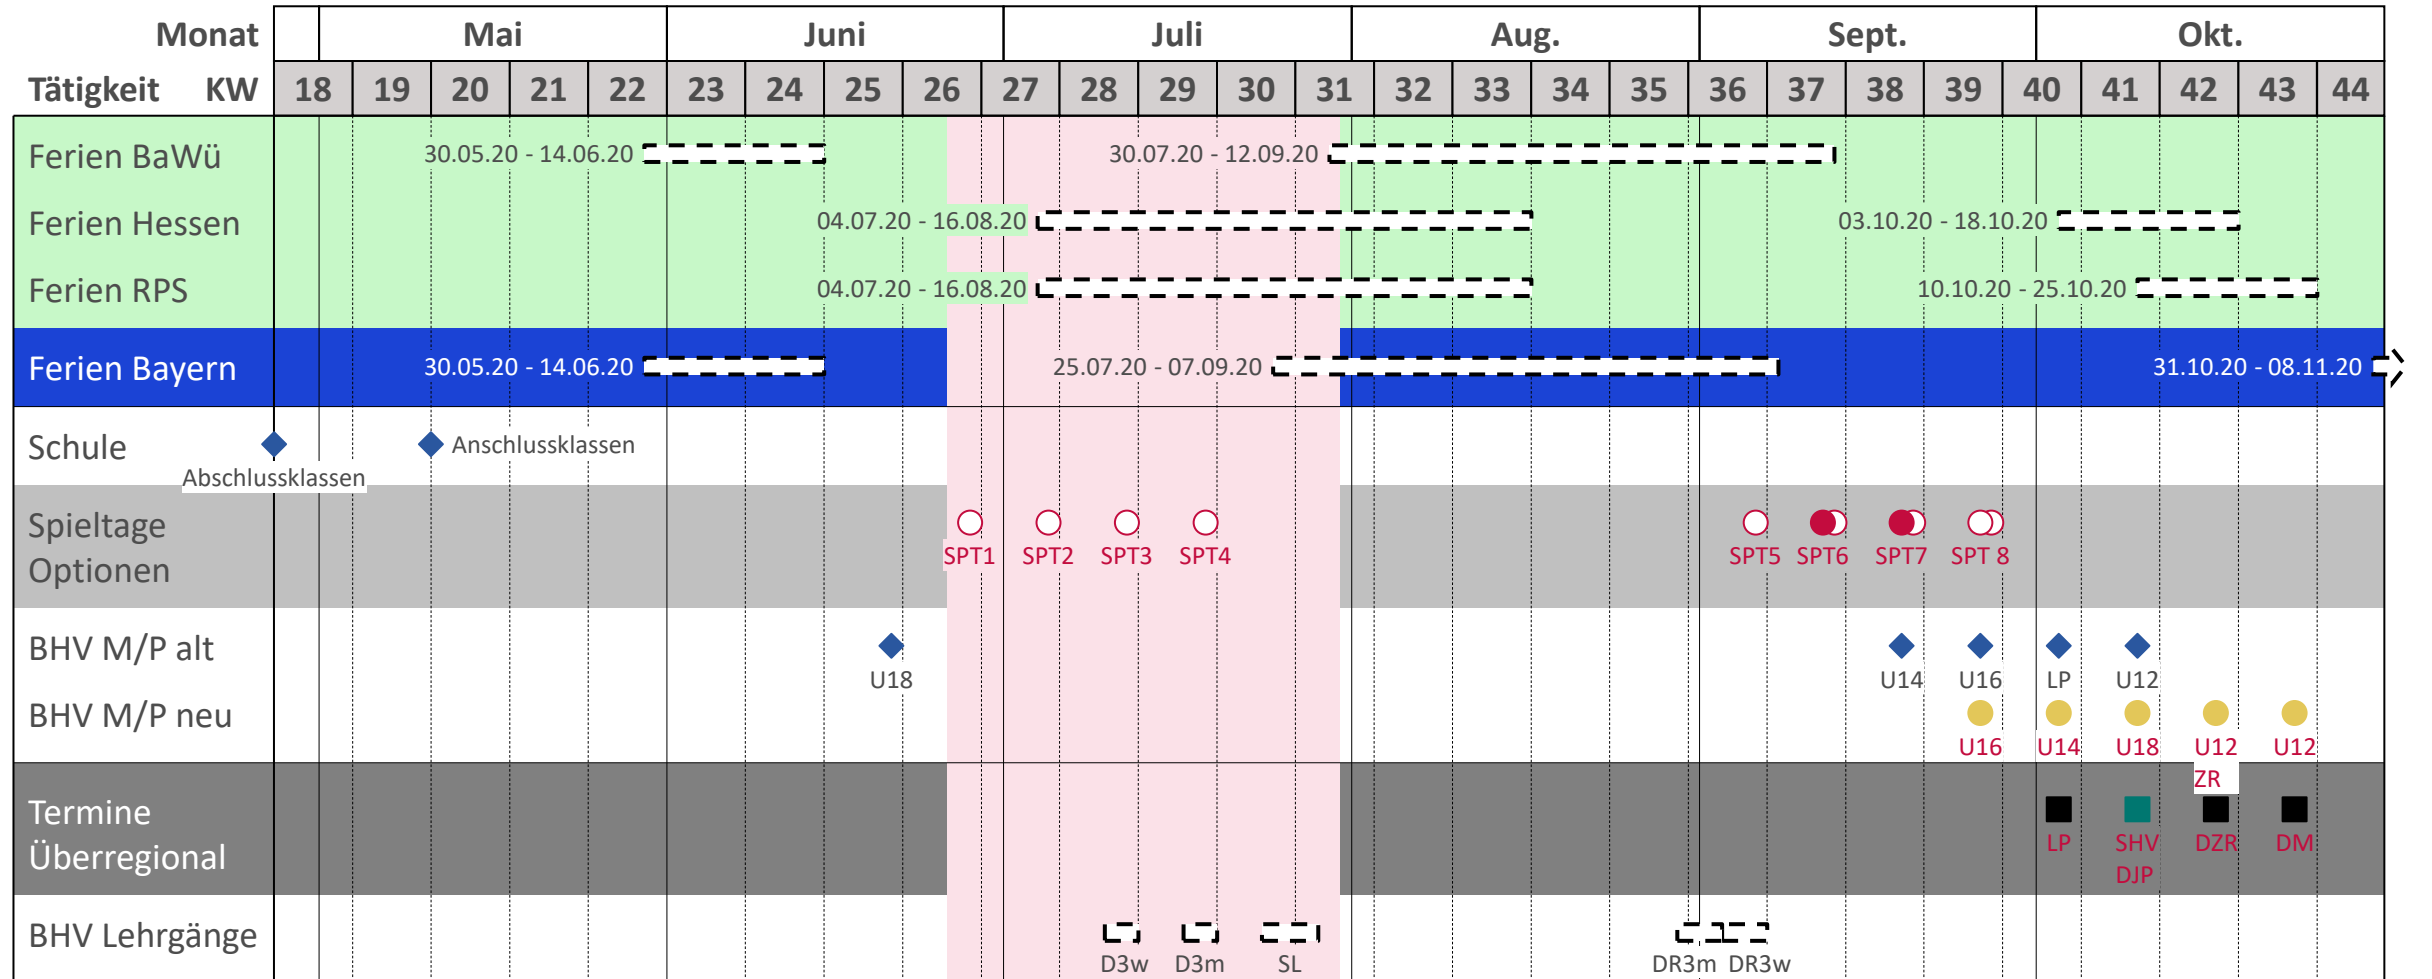 Monat Mai Juni Juli Aug. Sept. Okt.
Tätigkeit KW 18 19 20 21 22 23 24 25 26 27 28 29 30 31 32 33 34 35 36 37 38 39 40 41 42 43 44
Ferien BaWü 30.05.20 - 14.06.20 30.07.20 - 12.09.20
Ferien Hessen 04.07.20 - 16.08.20 03.10.20 - 18.10.20
Ferien RPS 04.07.20 - 16.08.20 10.10.20 - 25.10.20
Ferien Bayern 30.05.20 - 14.06.20 25.07.20 - 07.09.20 31.10.20 - 08.11.20
Schule Anschlussklassen
Abschlussklassen
Spieltage
Optionen
SPT1 SPT2 SPT3 SPT4 SPT5 SPT6 SPT7 SPT 8
BHV M/P alt
U18 U14 U16 LP U12
BHV M/P neu
U16 U14 U18 U12 U12
ZR
Termine
Überregional
LP SHV DZR DM
DJP
BHV Lehrgänge
D3w D3m SL DR3m DR3w